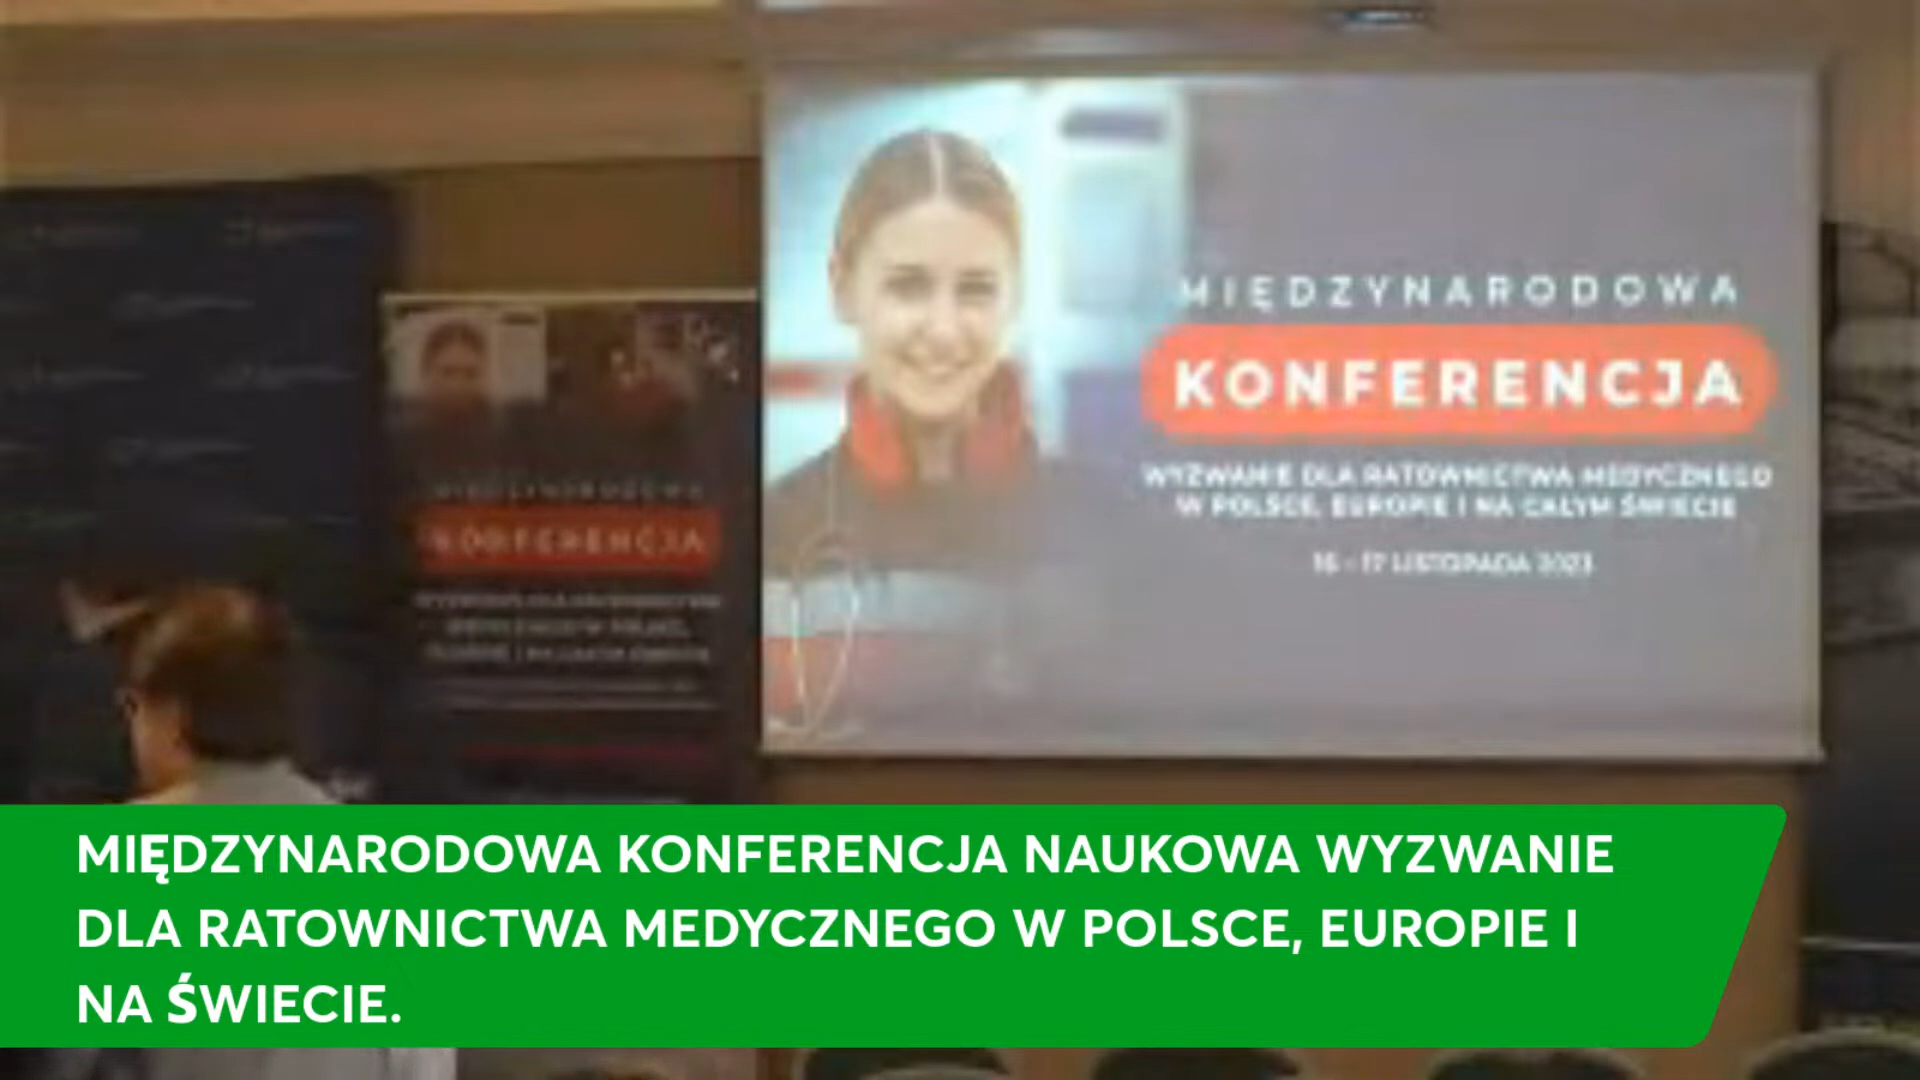 MIĘDZYNARODOWA
KONFERENCJA
WYZWANIE DLA RATOWNICTWA MEDYCZNEGO
W POLSCE, EUROPIE I NA CAŁYM ŚWIECIE
16 - 17 LISTOPADA 2023
MIĘDZYNARODOWA
KONFERENCJA
MIĘDZYNARODOWA KONFERENCJA NAUKOWA WYZWANIE
DLA RATOWNICTWA MEDYCZNEGO W POLSCE, EUROPIE I
NA ŚWIECIE.